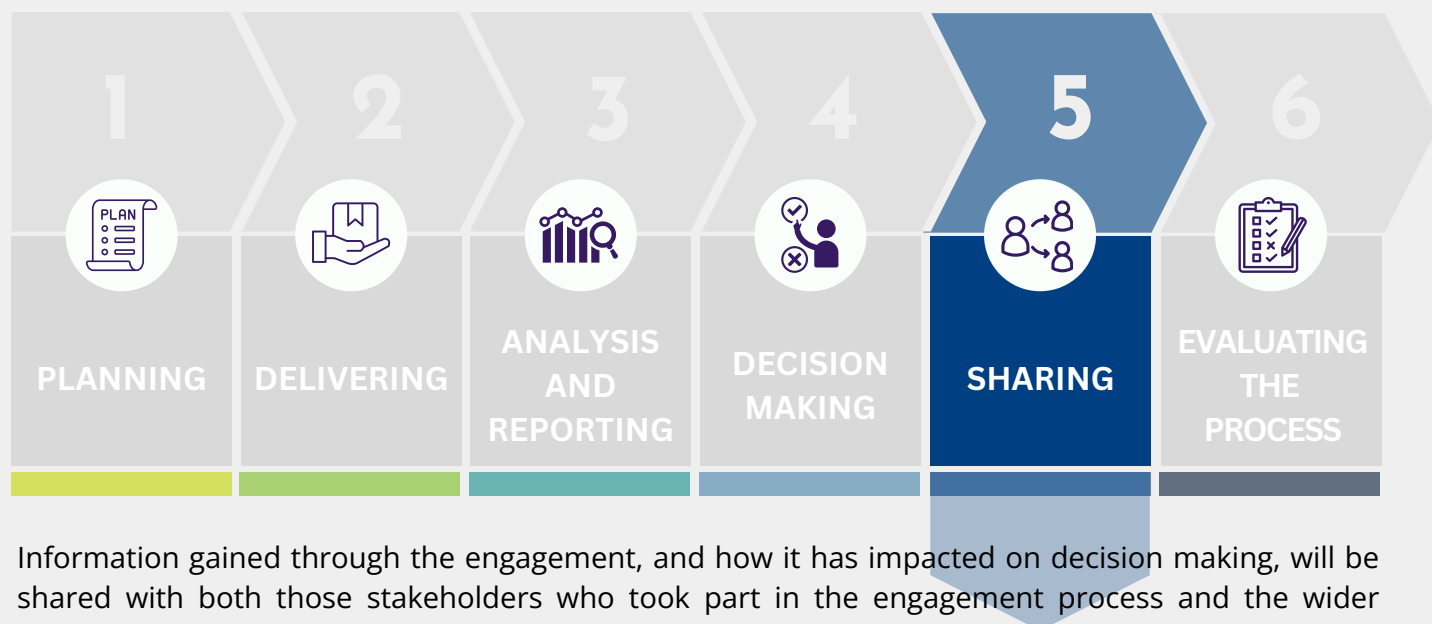 1
2
3
4
5
6
PLAN
PLANNING
DELIVERING
ANALYSIS
AND
REPORTING
DECISION
MAKING
SHARING
EVALUATING
THE
PROCESS
Information gained through the engagement, and how it has impacted on decision making, will be
shared with both those stakeholders who took part in the engagement process and the wider